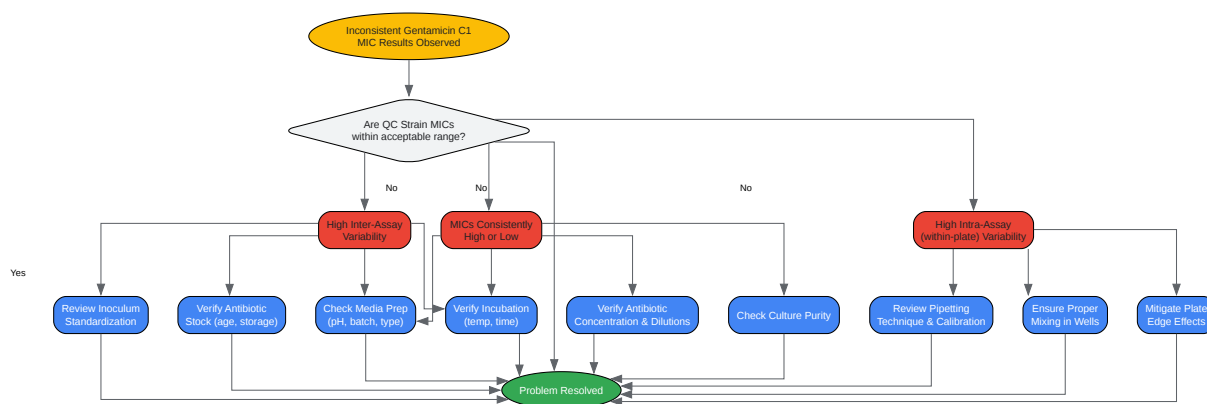 Inconsistent Gentamicin C1
MIC Results Observed
Are QC Strain MICs
within acceptable range?
No
No
No
High Inter-Assay
Variability
MICs Consistently
High or Low
High Intra-Assay
(within-plate) Variability
Yes
Review Inoculum
Standardization
Verify Antibiotic
Stock (age, storage)
Check Media Prep
(pH, batch, type)
Verify Incubation
(temp, time)
Verify Antibiotic
Concentration & Dilutions
Check Culture Purity
Review Pipetting
Technique & Calibration
Ensure Proper
Mixing in Wells
Mitigate Plate
Edge Effects
Problem Resolved